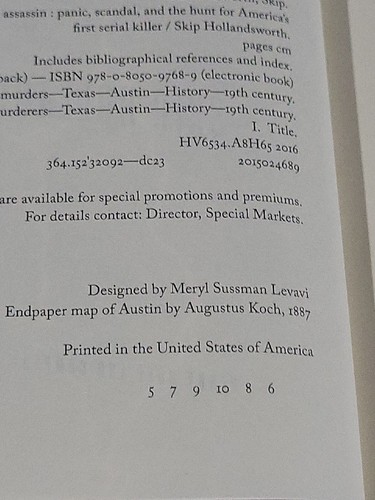 assassin : panic, scandal, and the hunt for America's
first serial killer / Skip Hollandsworth.
pages cm
Includes bibliographical references and index.
back) — ISBN 978-0-8050-9768-9 (electronic book)
murders—Texas—Austin—History—19th century.
urderers—Texas—Austin—History—19th century.
I. Title.
HV6534.A8H65 2016
364.152'32092—dc23 2015024689
are available for special promotions and premiums.
For details contact: Director, Special Markets.
Designed by Meryl Sussman Levavi
Endpaper map of Austin by Augustus Koch, 1887
Printed in the United States of America
5 7 9 10 8 6